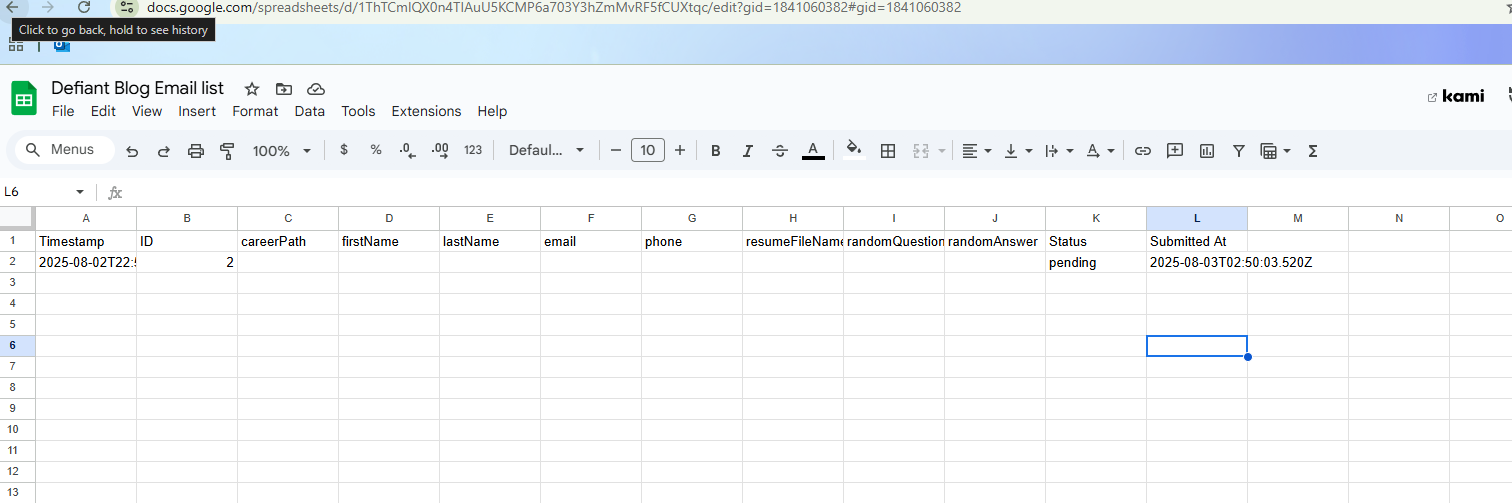 docs.google.com/spreadsheets/d/1ThTCmIQX0n4TIAuU5KCMP6a703Y3hZmMvRF5fCUXtqc/edit?gid=1841060382#gid=1841060382
Click to go back, hold to see history
Defiant Blog Email list
File Edit View Insert Format Data Tools Extensions Help
kami
Menus 100% $ % .0 .00 123 Defaul... 10 B I A A Σ
L6 fx
A B C D E F G H I J K L M N O
1 Timestamp ID careerPath firstName lastName email phone resumeFileName randomQuestion randomAnswer Status Submitted At
2 2025-08-02T22:5 2 pending 2025-08-03T02:50:03.520Z
3
4
5
6
7
8
9
10
11
12
13